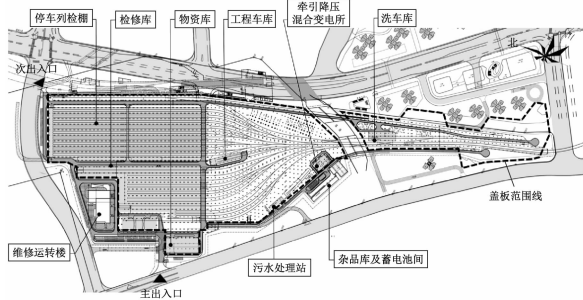 停车列检棚
检修库
物资库
工程车库
牵引降压
混合变电所
洗车库
北
次出入口
盖板范围线
维修运转楼
污水处理站
杂品库及蓄电池间
主出入口